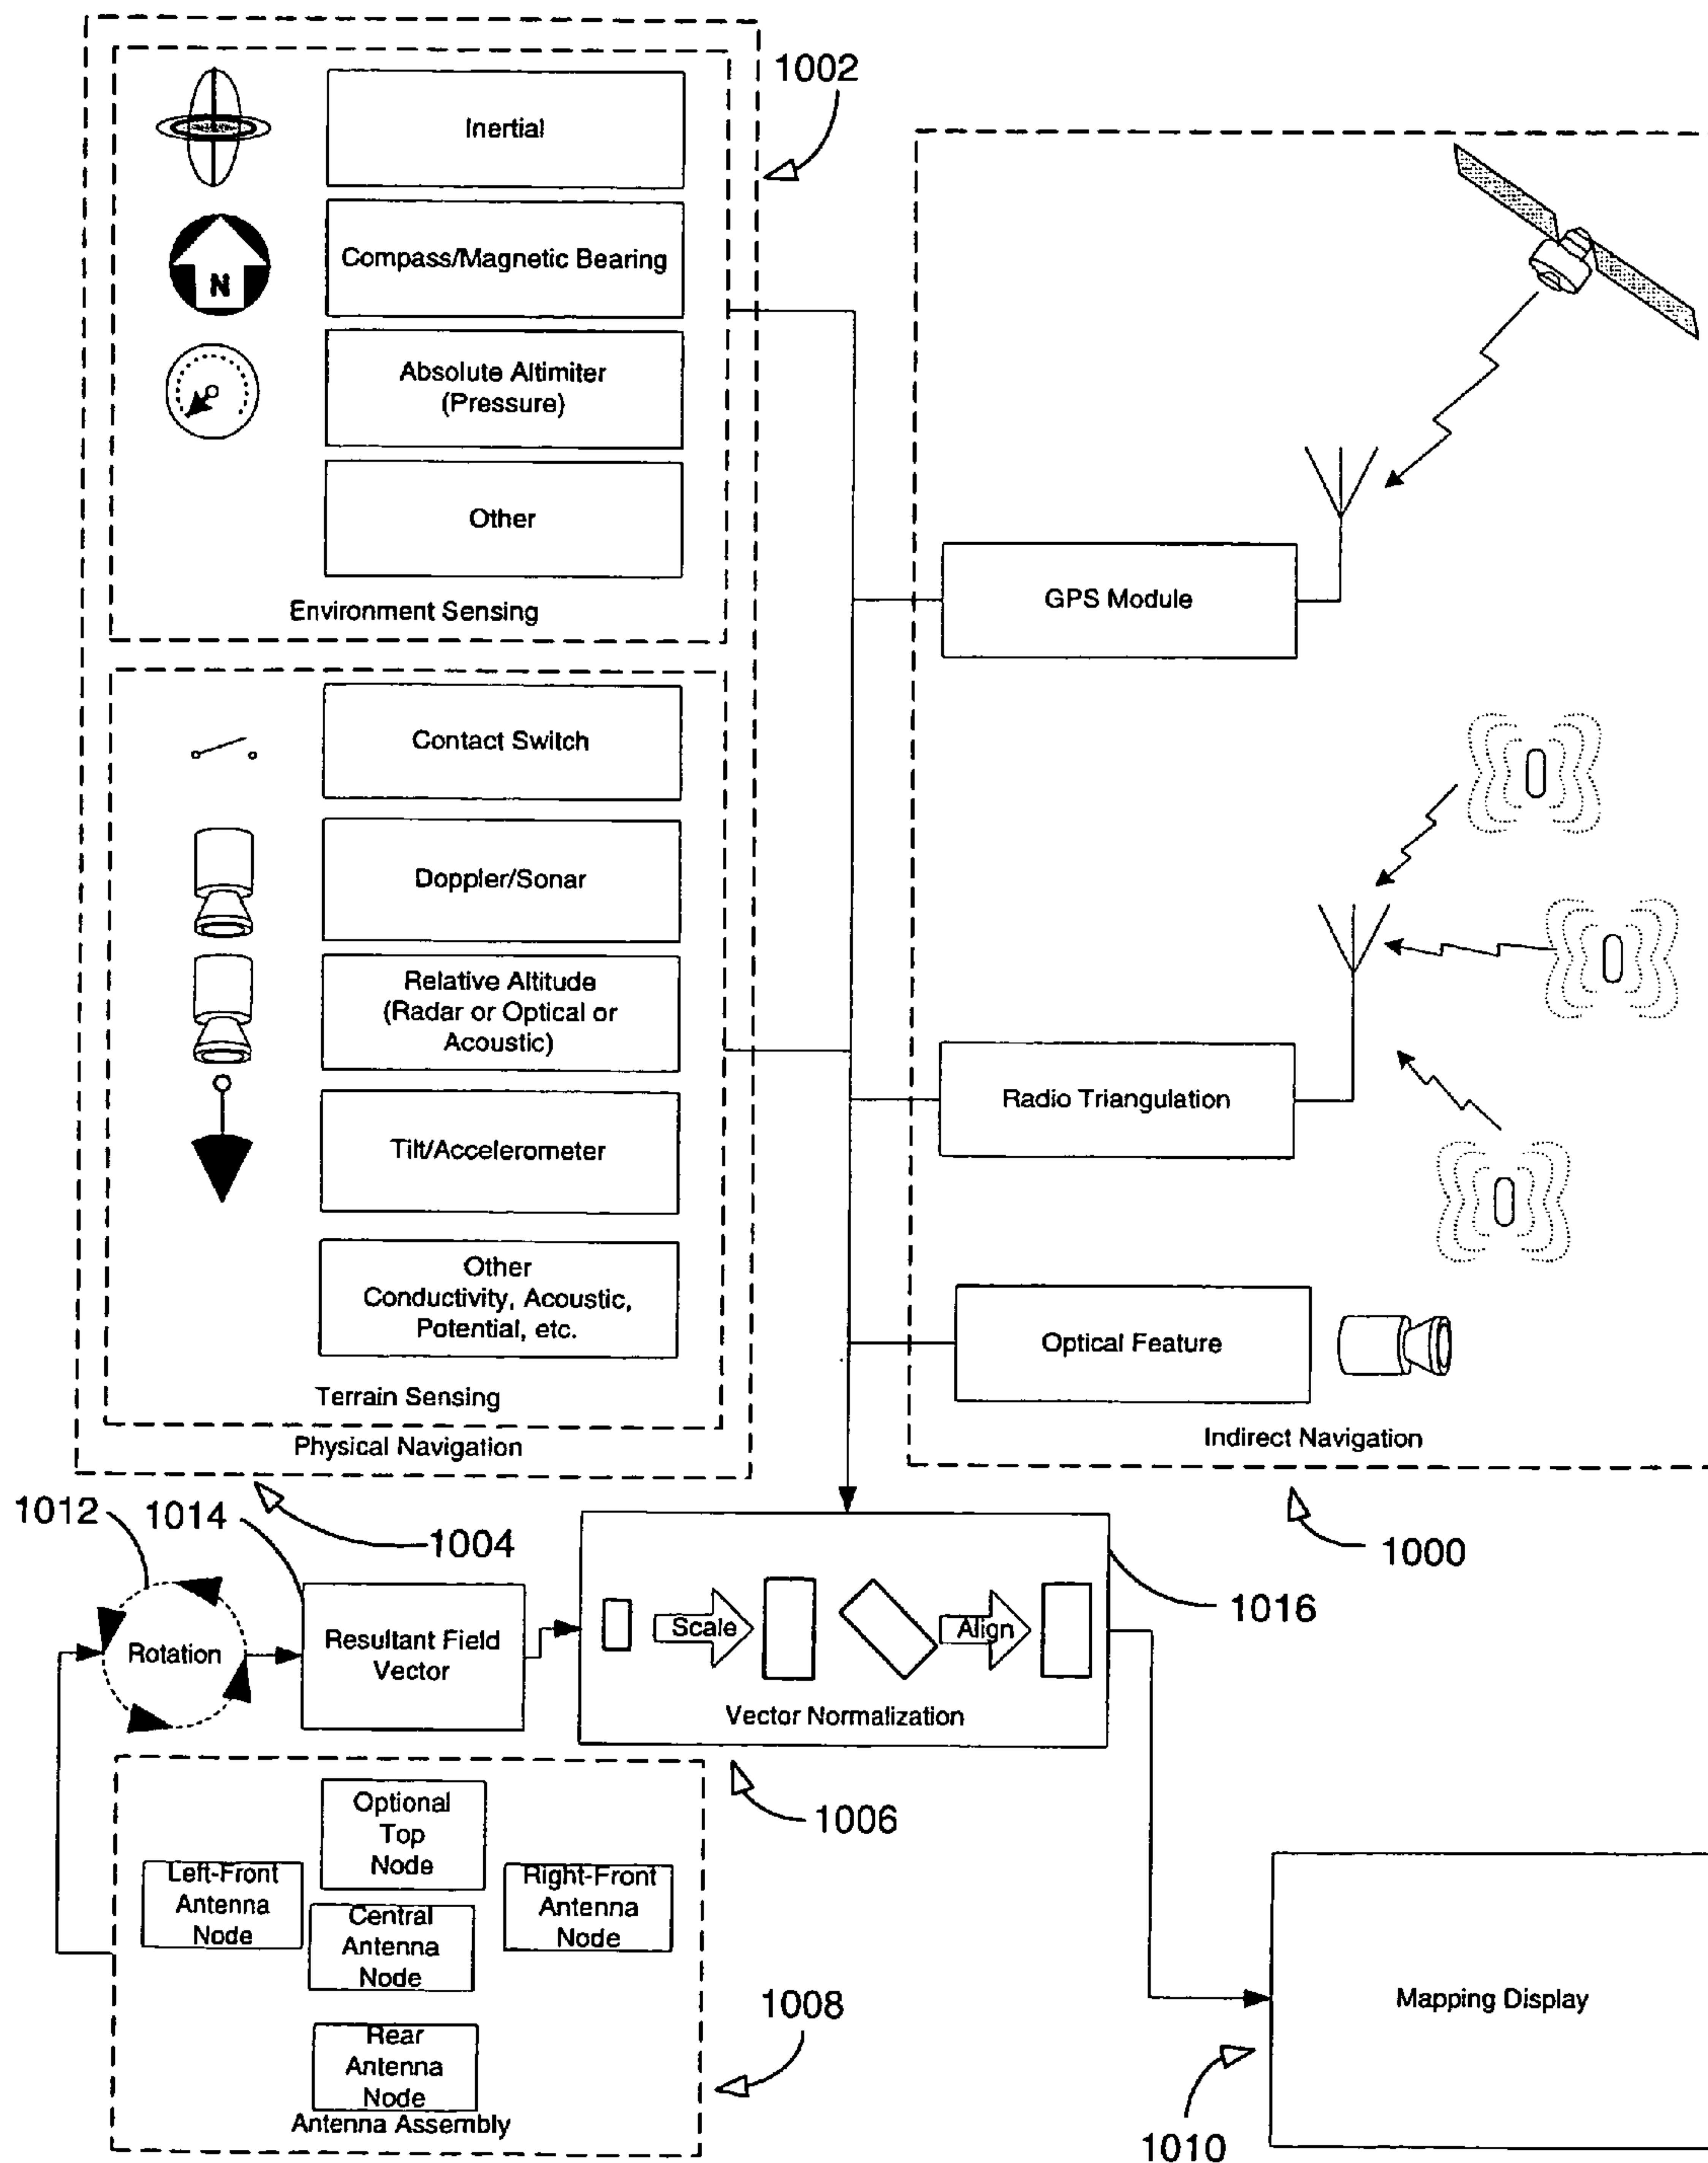 1002
Inertial
Compass/Magnetic Bearing
N
Absolute Altimiter
(Pressure)
Other
Environment Sensing
GPS Module
Contact Switch
Doppler/Sonar
Relative Altitude
(Radar or Optical or
Acoustic)
Radio Triangulation
Tilt/Accelerometer
Other
Conductivity, Acoustic,
Potential, etc.
Optical Feature
Terrain Sensing
Physical Navigation
Indirect Navigation
1012
1014
1004
1000
1016
Rotation
Resultant Field
Vector
Scale
Align
Vector Normalization
1006
Optional
Top
Node
Left-Front
Antenna
Node
Right-Front
Antenna
Node
Central
Antenna
Node
1008
Rear
Antenna
Node
Antenna Assembly
Mapping Display
1010